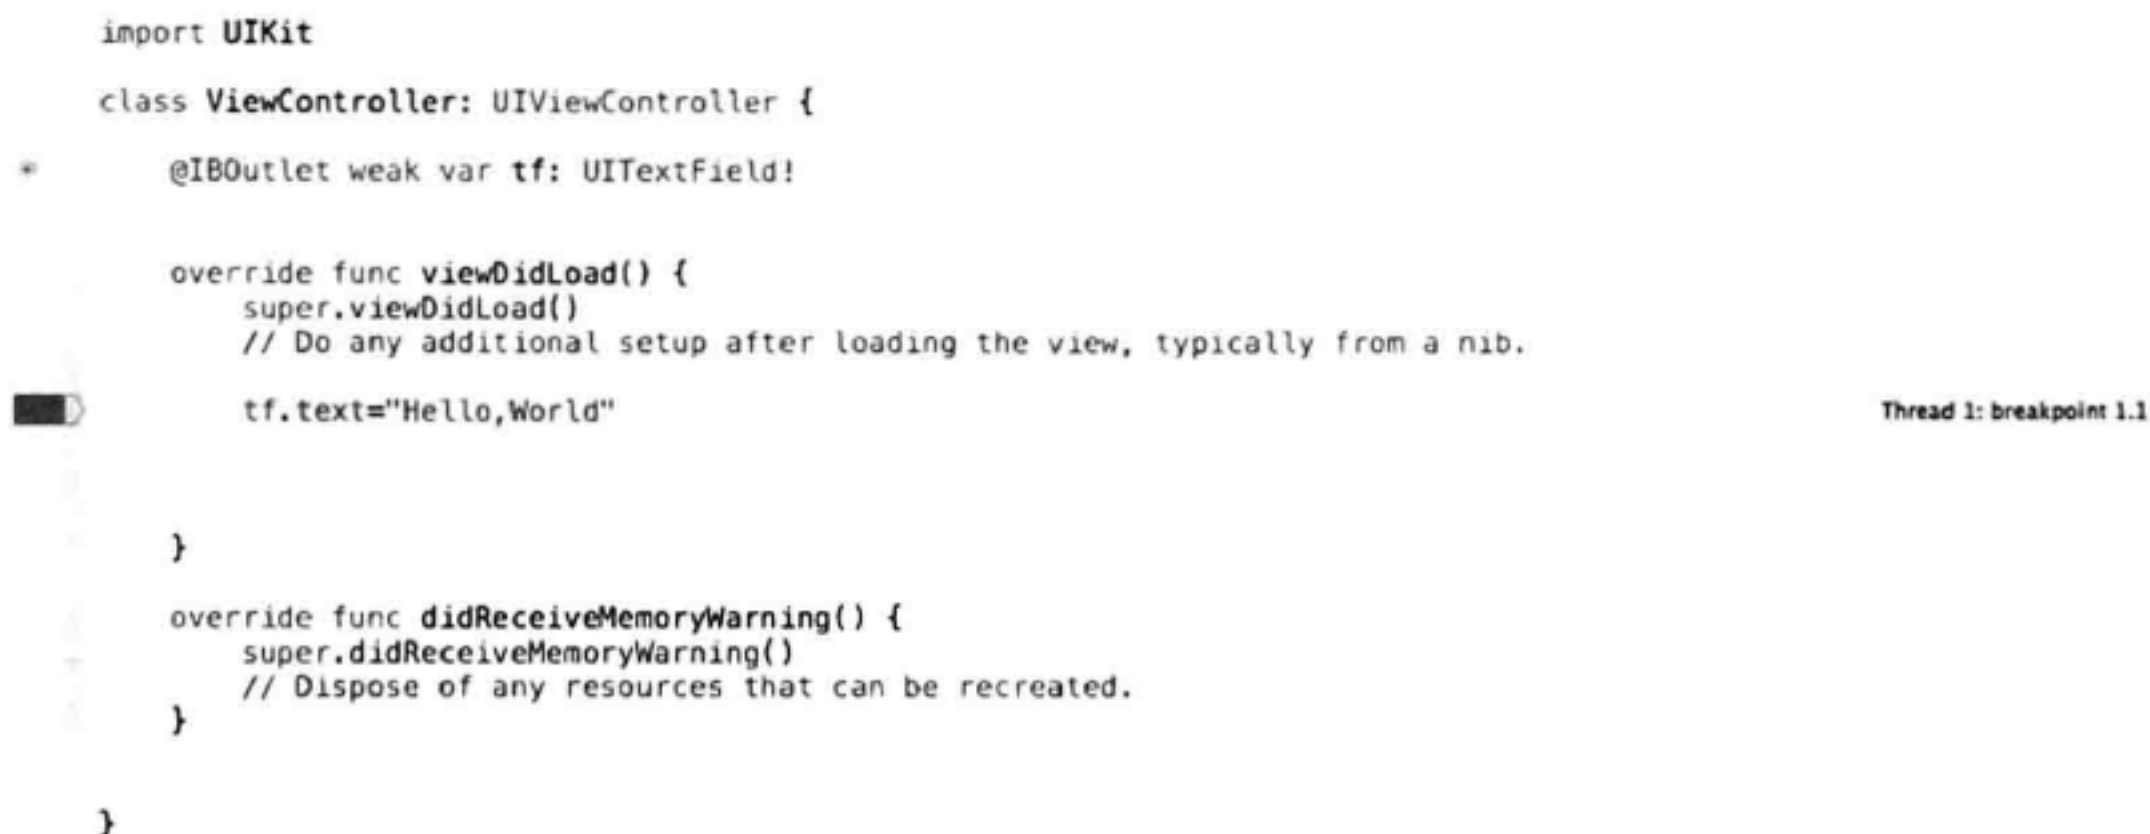 import UIKit
class ViewController: UIViewController {
@IBOutlet weak var tf: UITextField!
override func viewDidLoad() {
super.viewDidLoad()
// Do any additional setup after loading the view, typically from a nib.
tf.text="Hello,World"
Thread 1: breakpoint 1.1
}
override func didReceiveMemoryWarning() {
super.didReceiveMemoryWarning()
// Dispose of any resources that can be recreated.
}
}